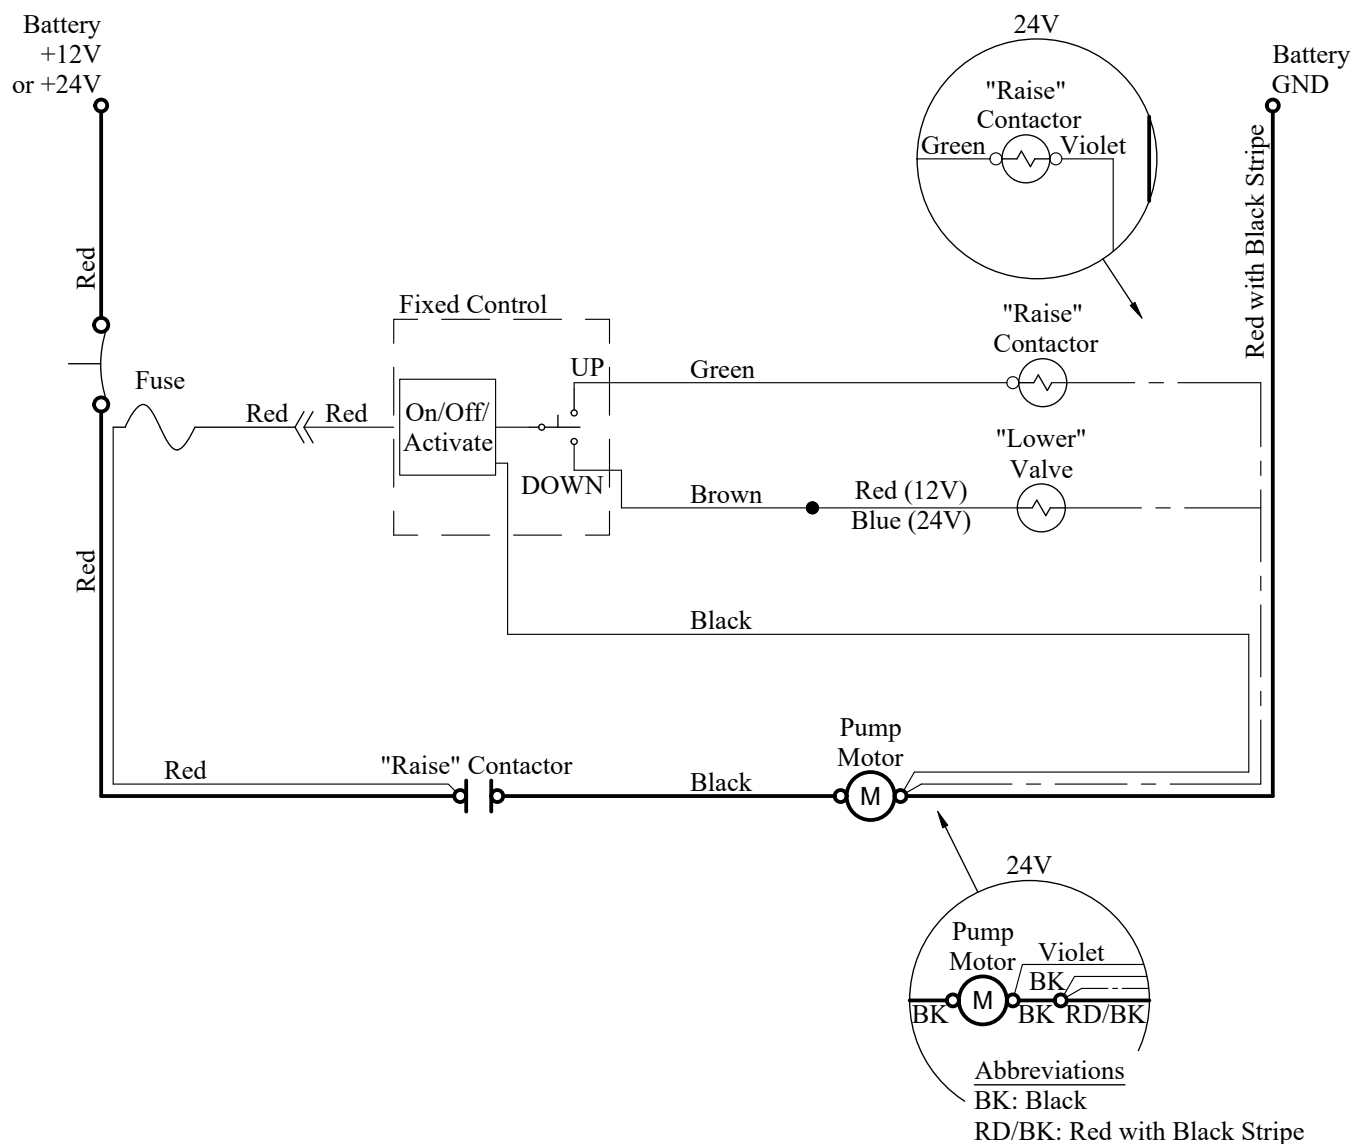 Battery
+12V
or +24V
24V
Battery
GND
"Raise"
Contactor
Green
Violet
Red with Black Stripe
Red
Fixed Control
"Raise"
Contactor
UP
Green
Fuse
Red
Red
On/Off/
Activate
"Lower"
Valve
DOWN
Brown
Red (12V)
Blue (24V)
Red
Black
Pump
Motor
Red
"Raise" Contactor
Black
M
24V
Pump
Motor
Violet
BK
M
BK
BK
RD/BK
Abbreviations
BK: Black
RD/BK: Red with Black Stripe